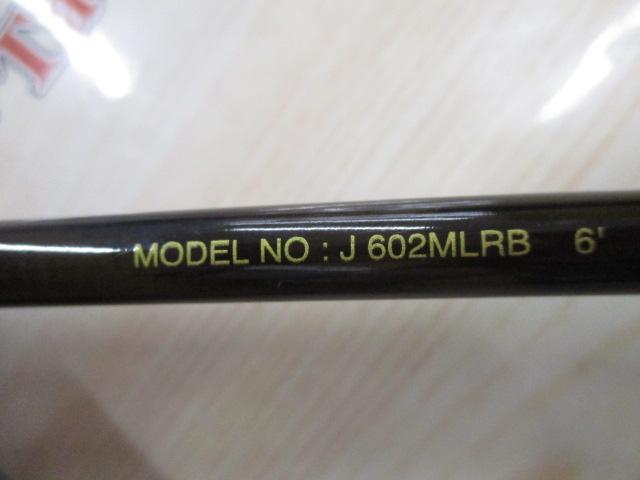 MODEL NO : J 602MLRB 6'